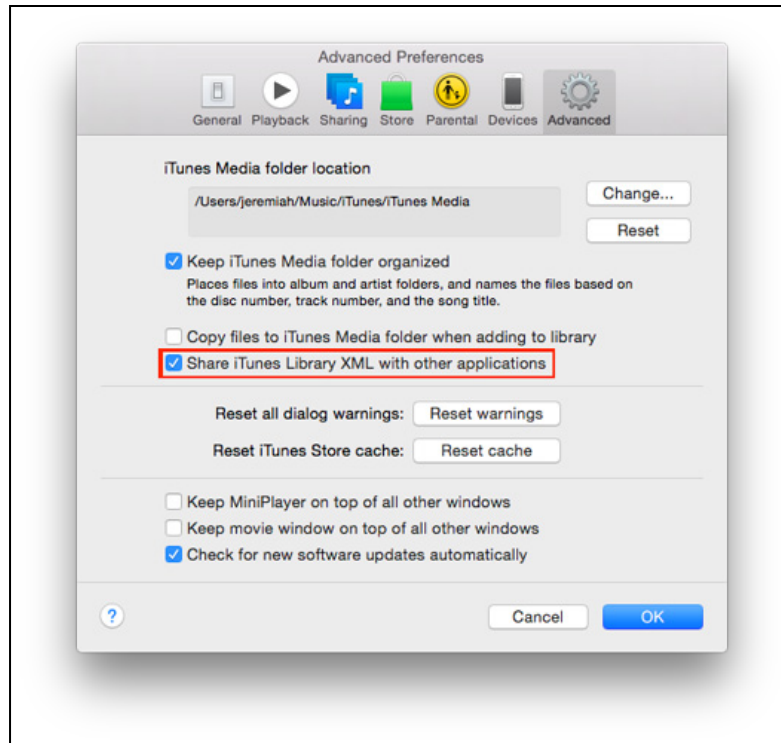 Advanced Preferences
General Playback Sharing Store Parental Devices Advanced
iTunes Media folder location
/Users/jeremiah/Music/iTunes/iTunes Media
Change...
Reset
Keep iTunes Media folder organized
Places files into album and artist folders, and names the files based on
the disc number, track number, and the song title.
Copy files to iTunes Media folder when adding to library
Share iTunes Library XML with other applications
Reset all dialog warnings: Reset warnings
Reset iTunes Store cache: Reset cache
Keep MiniPlayer on top of all other windows
Keep movie window on top of all other windows
Check for new software updates automatically
? Cancel OK